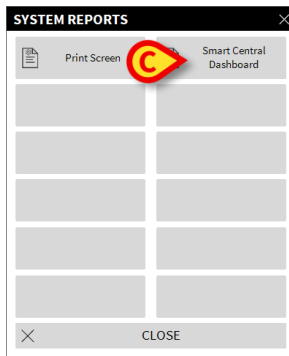 SYSTEM REPORTS
Print Screen
C
Smart Central
Dashboard
CLOSE